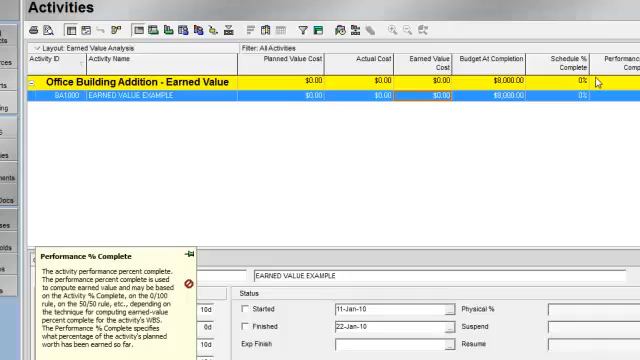 Activities
Layout: Earned Value Analysis
Filter: All Activities
Activity ID
Activity Name
Planned Value Cost
Actual Cost
Earned Value Cost
Budget At Completion
Schedule % Complete
Office Building Addition - Earned Value
$0.00
$0.00
$0.00
$8,000.00
0%
EARNED VALUE EXAMPLE
$0.00
$0.00
$0.00
$8,000.00
0%
Performance % Complete
The activity performance percent complete.
The performance percent complete is used
to compute earned value and may be based
on the Activity % Complete, on the 0/100
rule, on the 50/50 rule, etc., depending on
the technique for computing earned-value
percent complete for the activity's WBS.
The Performance % Complete specifies
what percentage of the activity's planned
worth has been earned so far.
EARNED VALUE EXAMPLE
Status
10d
Started
11-Jan-10
Physical %
0d
Finished
22-Jan-10
Suspend
10d
Exp Finish
Resume